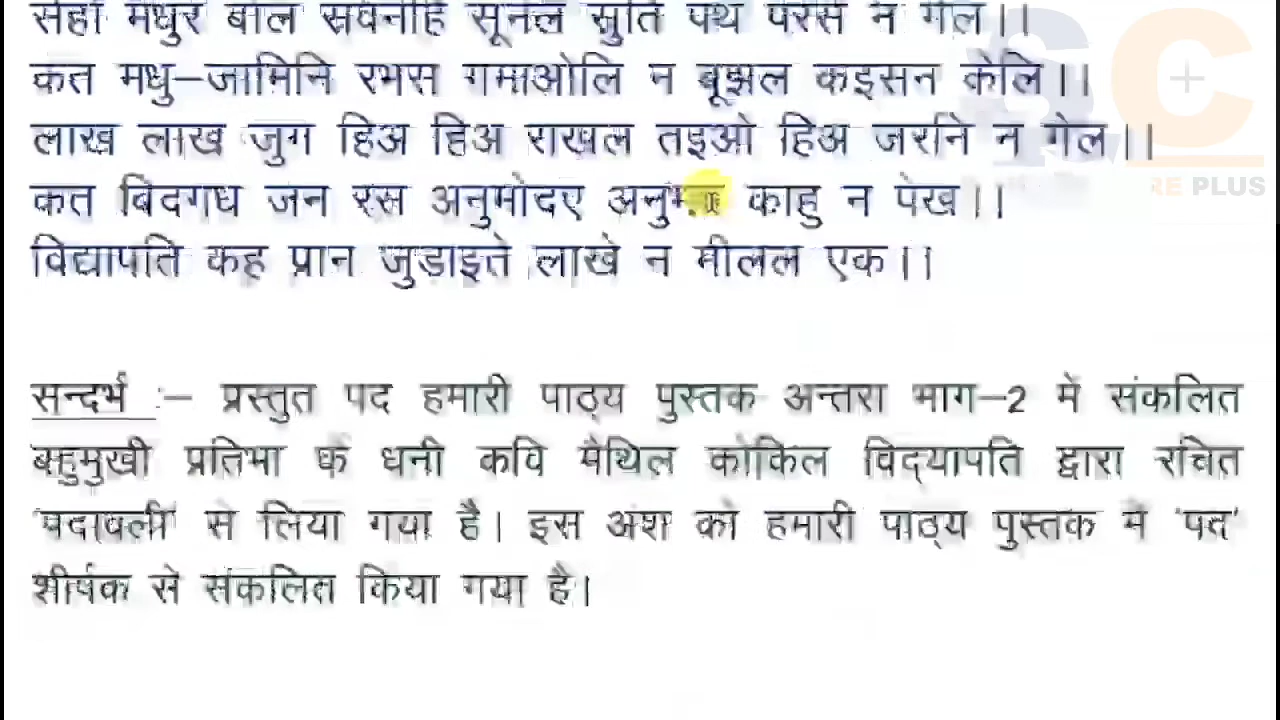 सेहो मधुर बोल स्रवनहि सूनल स्रुति पथ परस न गेल।।
कत मधु–जामिनि रभस गमाओलि न बूझल कइसन केलि।।
लाख लाख जुग हिअ हिअ राखल तइओ हिअ जरनि न गेल।।
कत बिदगध जन रस अनुमोदए अनुभव काहु न पेख।।
विद्यापति कह प्रान जुड़ाइते लाखे न मीलल एक।।
सन्दर्भ :– प्रस्तुत पद हमारी पाठ्य पुस्तक अन्तरा भाग–2 में संकलित
बहुमुखी प्रतिभा के धनी कवि मैथिल कोकिल विद्यापति द्वारा रचित
'पदावली' से लिया गया है। इस अंश को हमारी पाठ्य पुस्तक में 'पद'
शीर्षक से संकलित किया गया है।
C+
RE PLUS